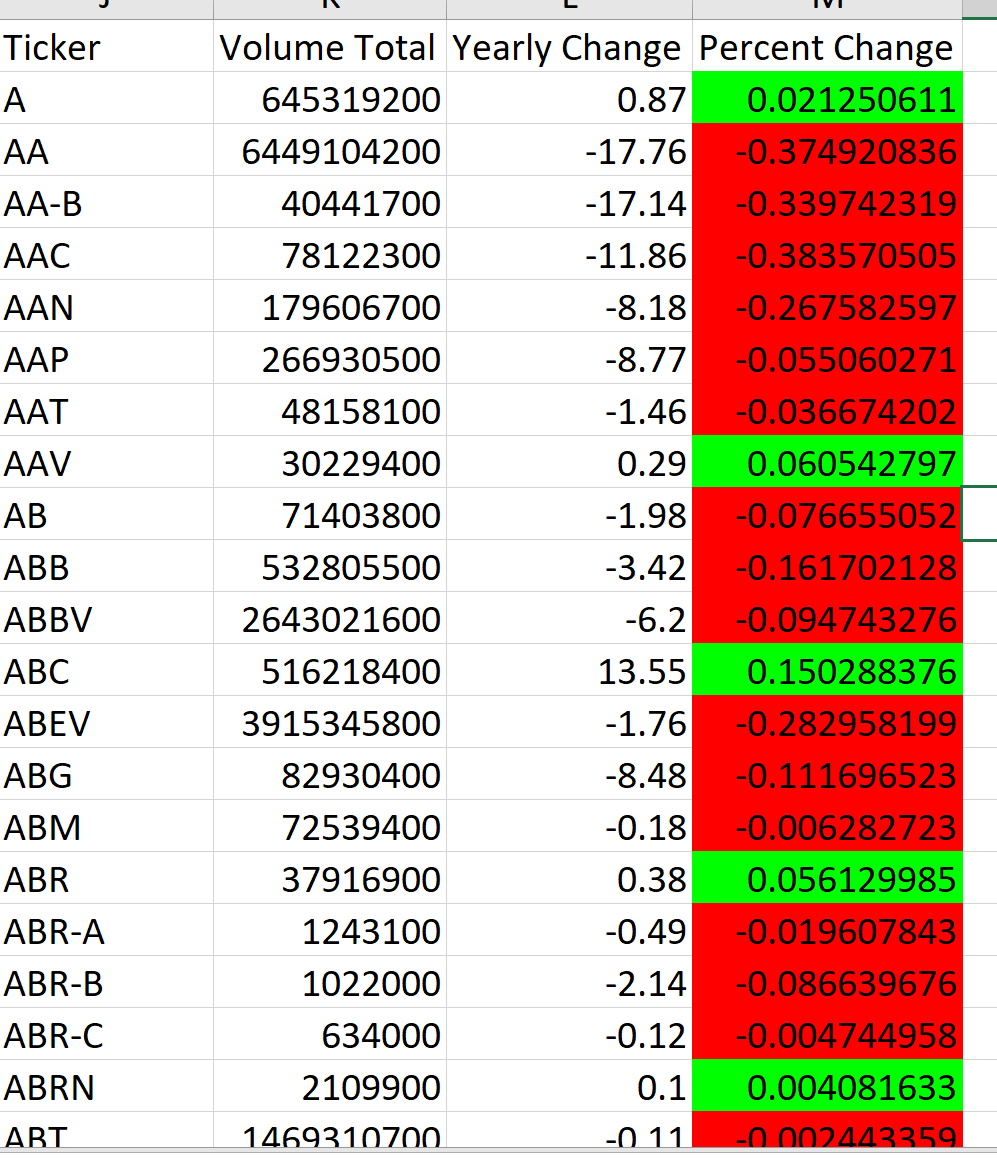 J K L M
Ticker Volume Total Yearly Change Percent Change
A 645319200 0.87 0.021250611
AA 6449104200 -17.76 -0.374920836
AA-B 40441700 -17.14 -0.339742319
AAC 78122300 -11.86 -0.383570505
AAN 179606700 -8.18 -0.267582597
AAP 266930500 -8.77 -0.055060271
AAT 48158100 -1.46 -0.036674202
AAV 30229400 0.29 0.060542797
AB 71403800 -1.98 -0.076655052
ABB 532805500 -3.42 -0.161702128
ABBV 2643021600 -6.2 -0.094743276
ABC 516218400 13.55 0.150288376
ABEV 3915345800 -1.76 -0.282958199
ABG 82930400 -8.48 -0.111696523
ABM 72539400 -0.18 -0.006282723
ABR 37916900 0.38 0.056129985
ABR-A 1243100 -0.49 -0.019607843
ABR-B 1022000 -2.14 -0.086639676
ABR-C 634000 -0.12 -0.004744958
ABRN 2109900 0.1 0.004081633
ABT 1469310700 -0.11 -0.002443359